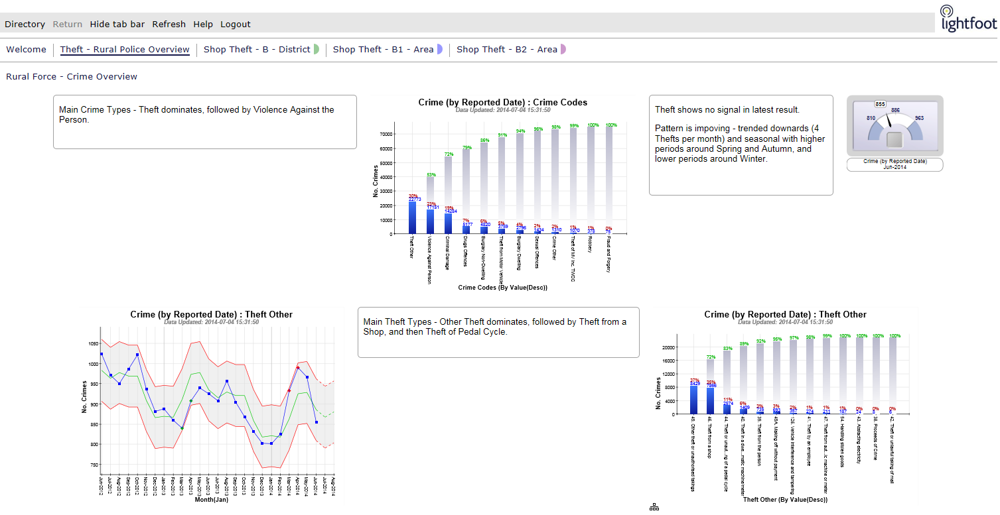 lightfoot
Directory Return Hide tab bar Refresh Help Logout
Welcome Theft - Rural Police Overview Shop Theft - B - District Shop Theft - B1 - Area Shop Theft - B2 - Area
Rural Force - Crime Overview
Main Crime Types - Theft dominates, followed by Violence Against the
Person.
Crime (by Reported Date) : Crime Codes
Data Updated: 2014-07-04 15:31:50
No. Crimes
70000
60000
50000
40000
30000
20000
10000
0
53% 72% 79% 86% 91% 94% 96% 98% 99% 100% 100%
30% 23% 19% 7% 6% 5% 4% 2% 2% 1% 1% 0%
22773 17151 14284 5177 4820 3759 2796 1434 1310 1070 378 75
Theft Other
Violence Against Person
Criminal Damage
Drugs Offences
Burglary Non-Dwelling
Theft from Motor Vehicle
Burglary Dwelling
Sexual Offences
Crime Other
Theft of MV Inc. TWOC
Robbery
Fraud and Forgery
Crime Codes (By Value(Desc))
Theft shows no signal in latest result.
Pattern is impoving - trended downards (4
Thefts per month) and seasonal with higher
periods around Spring and Autumn, and
lower periods around Winter.
855
886
810
963
Crime (by Reported Date)
Jun-2014
Crime (by Reported Date) : Theft Other
Data Updated: 2014-07-04 15:31:50
No. Crimes
1050
1000
950
900
850
800
750
Jun-2012
Jul-2012
Aug-2012
Sep-2012
Oct-2012
Nov-2012
Dec-2012
Jan-2013
Feb-2013
Mar-2013
Apr-2013
May-2013
Jun-2013
Jul-2013
Aug-2013
Sep-2013
Oct-2013
Nov-2013
Dec-2013
Jan-2014
Feb-2014
Mar-2014
Apr-2014
May-2014
Jun-2014
Jul-2014
Aug-2014
Month(Jan)
Main Theft Types - Other Theft dominates, followed by Theft from a
Shop, and then Theft of Pedal Cycle.
Crime (by Reported Date) : Theft Other
Data Updated: 2014-07-04 15:31:50
No. Crimes
20000
16000
12000
8000
4000
0
72% 83% 89% 92% 95% 97% 98% 99% 100% 100% 100% 100%
37% 35% 11% 6% 3% 3% 2% 1% 1% 1% 0% 0% 0%
8429 7866 2574 1409 735 693 357 274 211 187 24 8 6
49. Other theft or unauthorised takings
46. Theft from a shop
44. Theft or unaut...ng of a pedal cycle
40. Theft in a dwe...matic machine/meter
39. Theft from the person
49A. Making off without payment
126. Vehicle interference and tampering
41. Theft by an employee
47. Theft from aut...ic machine or meter
54. Handling stolen goods
43. Abstracting electricity
38. Proceeds of Crime
42. Theft or unlawful taking of mail
Theft Other (By Value(Desc))